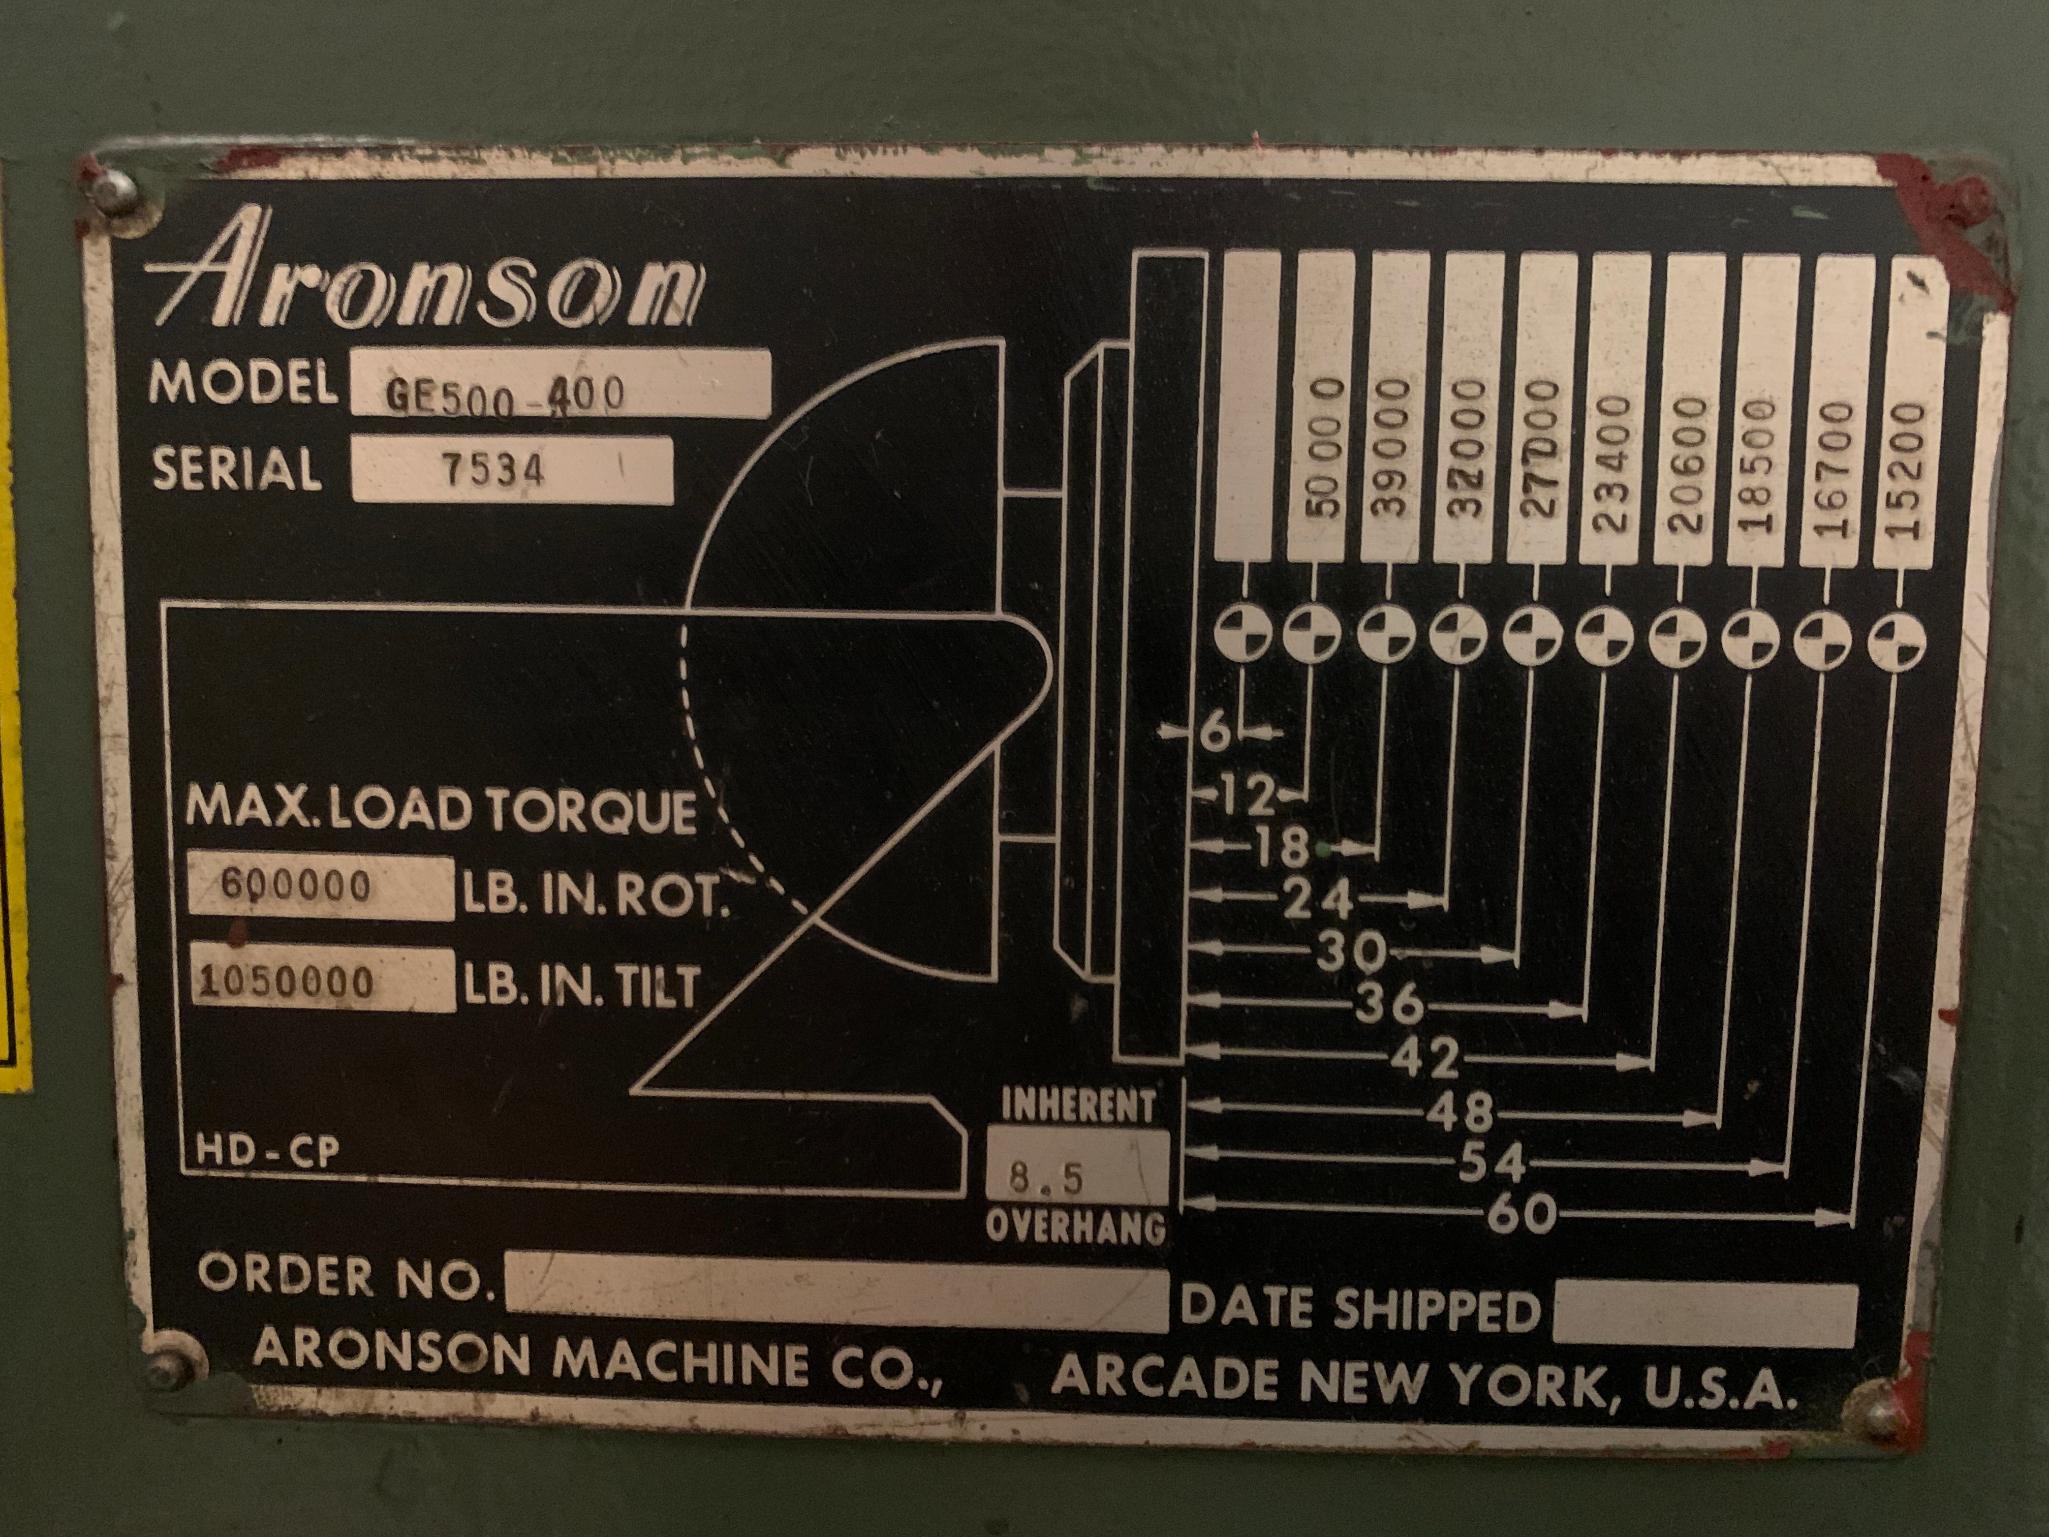 Aronson
MODEL GE500-400
SERIAL 7534
50000
39000
32000
27000
23400
20600
18500
16700
15200
6
12
18
24
30
36
42
48
54
60
MAX. LOAD TORQUE
600000 LB. IN. ROT.
1050000 LB. IN. TILT
HD-CP
INHERENT
8.5
OVERHANG
ORDER NO.
DATE SHIPPED
ARONSON MACHINE CO., ARCADE NEW YORK, U.S.A.